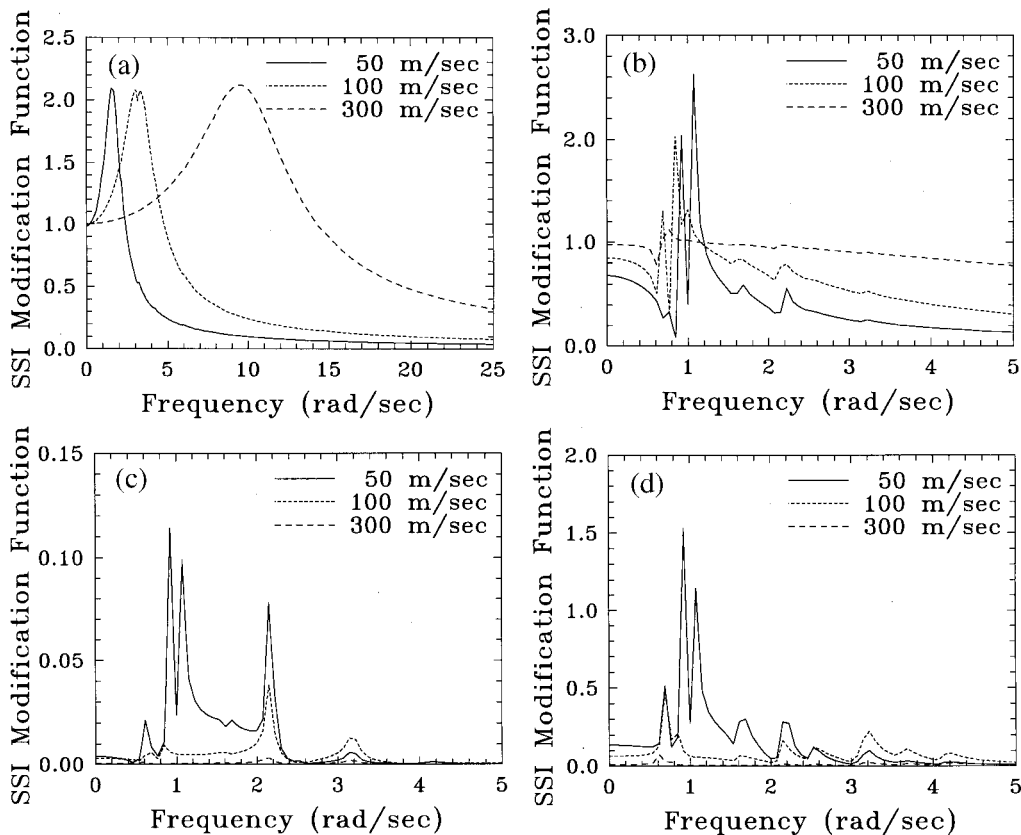 (a)
50 m/sec
100 m/sec
300 m/sec
SSI Modification Function
2.5
2.0
1.5
1.0
0.5
0.0
0 5 10 15 20 25
Frequency (rad/sec)
(b)
50 m/sec
100 m/sec
300 m/sec
SSI Modification Function
3.0
2.0
1.0
0.0
0 1 2 3 4 5
Frequency (rad/sec)
(c)
50 m/sec
100 m/sec
300 m/sec
SSI Modification Function
0.15
0.10
0.05
0.00
0 1 2 3 4 5
Frequency (rad/sec)
(d)
50 m/sec
100 m/sec
300 m/sec
SSI Modification Function
2.0
1.5
1.0
0.5
0.0
0 1 2 3 4 5
Frequency (rad/sec)